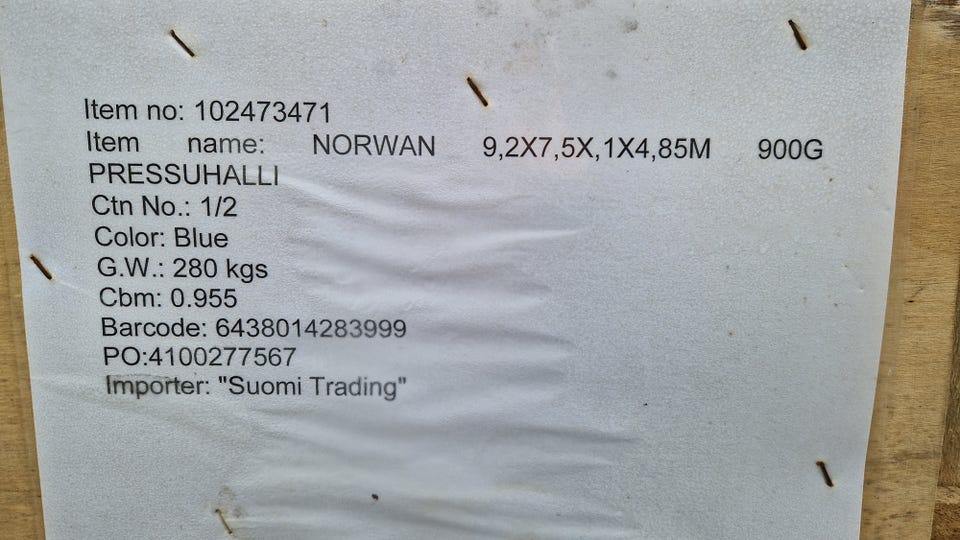 Item no: 102473471
Item name: NORWAN 9,2X7,5X,1X4,85M 900G
PRESSUHALLI
Ctn No.: 1/2
Color: Blue
G.W.: 280 kgs
Cbm: 0.955
Barcode: 6438014283999
PO:4100277567
Importer: "Suomi Trading"